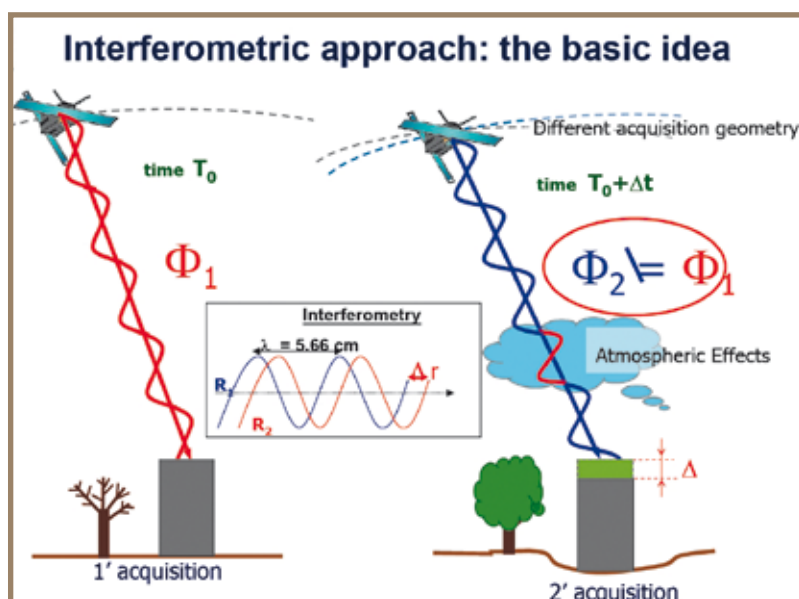 Interferometric approach: the basic idea
time T₀
Different acquisition geometry
time T₀+Δt
Φ₁
Φ₂ \= Φ₁
Interferometry
λ = 5.66 cm
Δ r
R₁
R₂
Atmospheric Effects
Δ
1' acquisition
2' acquisition